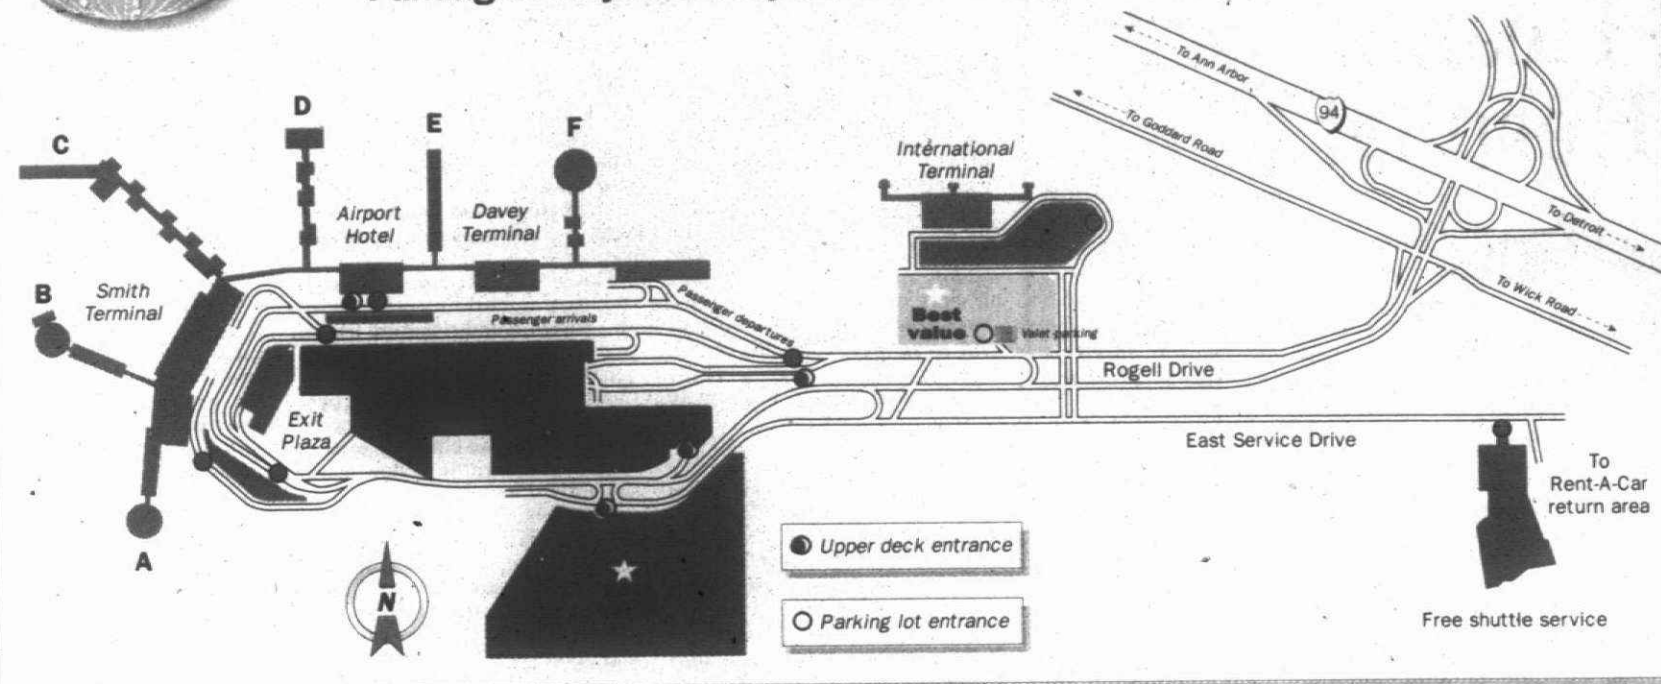 To Ann Arbor
94
To Goddard Road
To Detroit
To Wick Road
D
E
F
C
International
Terminal
Airport
Hotel
Davey
Terminal
B
Smith
Terminal
Passenger departures
Passenger arrivals
Best
value
Valet parking
Rogell Drive
Exit
Plaza
East Service Drive
To
Rent-A-Car
return area
A
Upper deck entrance
N
Parking lot entrance
Free shuttle service